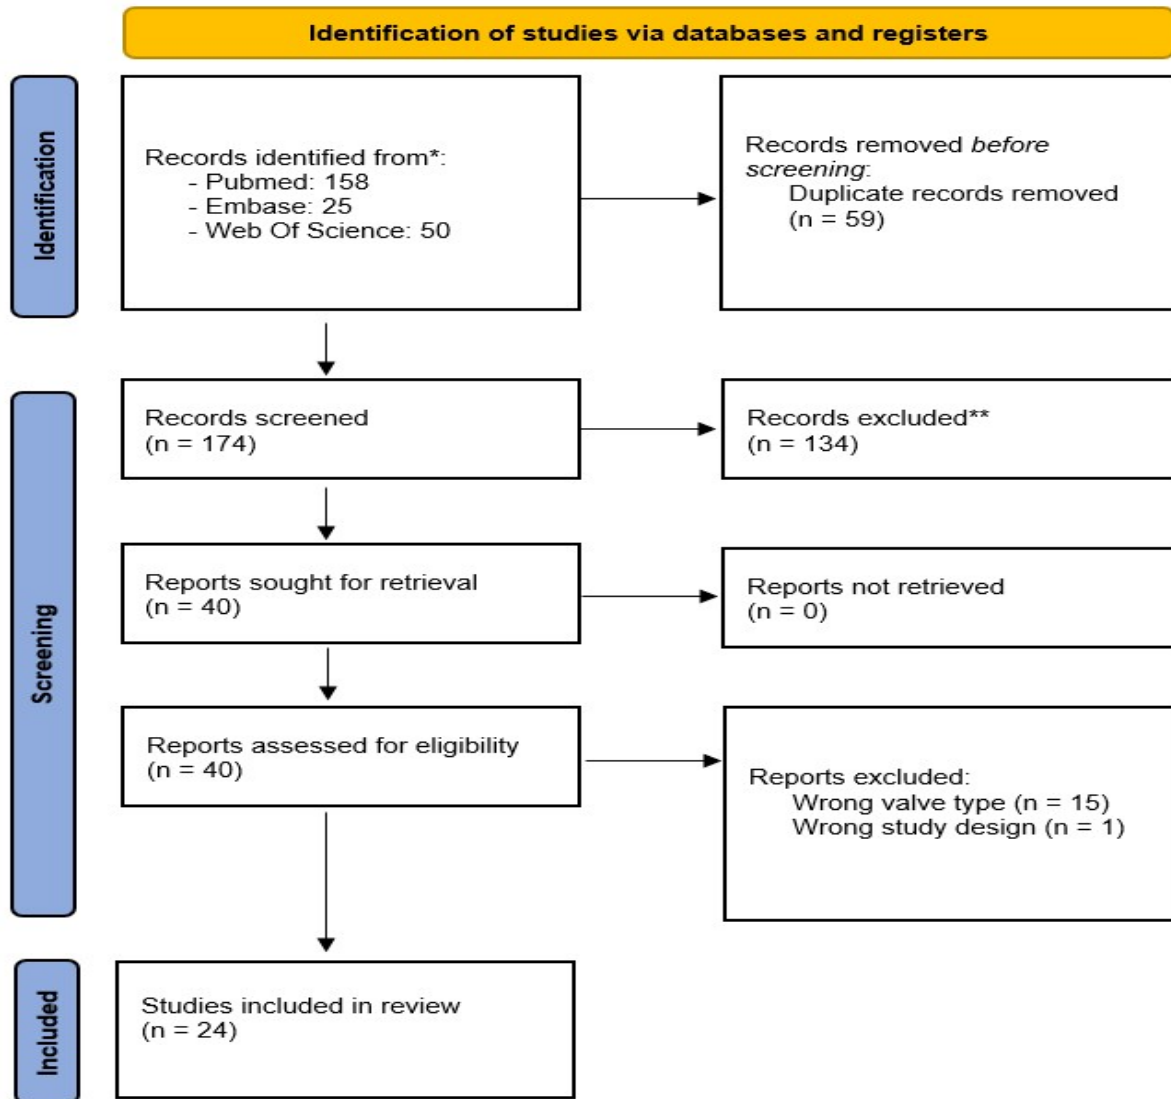 Identification of studies via databases and registers
Identification
Records identified from*:
- Pubmed: 158
- Embase: 25
- Web Of Science: 50
Records removed before
screening:
Duplicate records removed
(n = 59)
Screening
Records screened
(n = 174)
Records excluded**
(n = 134)
Reports sought for retrieval
(n = 40)
Reports not retrieved
(n = 0)
Reports assessed for eligibility
(n = 40)
Reports excluded:
Wrong valve type (n = 15)
Wrong study design (n = 1)
Included
Studies included in review
(n = 24)